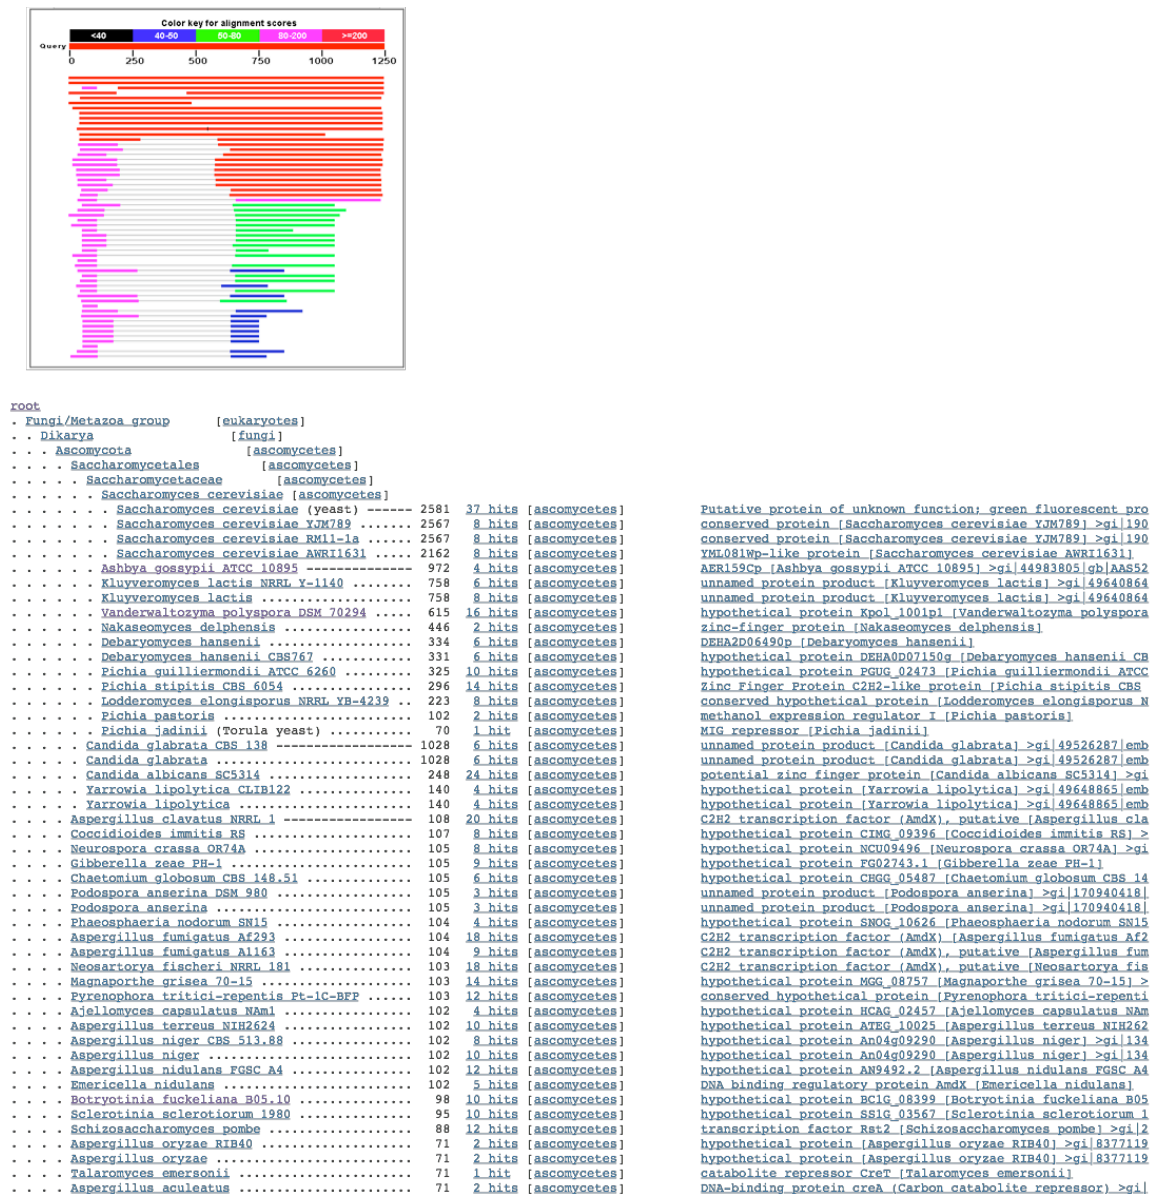 Color key for alignment scores
<40 40-50 50-80 80-200 >=200
Query
0 250 500 750 1000 1250
root
. Fungi/Metazoa group [eukaryotes]
. . Dikarya [fungi]
. . . Ascomycota [ascomycetes]
. . . . Saccharomycetales [ascomycetes]
. . . . . Saccharomycetaceae [ascomycetes]
. . . . . . Saccharomyces cerevisiae [ascomycetes]
. . . . . . . Saccharomyces cerevisiae (yeast) ------ 2581 37 hits [ascomycetes] Putative protein of unknown function; green fluorescent pro
. . . . . . . Saccharomyces cerevisiae YJM789 ....... 2567 8 hits [ascomycetes] conserved protein [Saccharomyces cerevisiae YJM789] >gi|190
. . . . . . . Saccharomyces cerevisiae RM11-1a ...... 2567 8 hits [ascomycetes] conserved protein [Saccharomyces cerevisiae YJM789] >gi|190
. . . . . . . Saccharomyces cerevisiae AWRI1631 ..... 2162 8 hits [ascomycetes] YML081Wp-like protein [Saccharomyces cerevisiae AWRI1631]
. . . . . . Ashbya gossypii ATCC 10895 -------------- 972 4 hits [ascomycetes] AER159Cp [Ashbya gossypii ATCC 10895] >gi|44983805|gb|AAS52
. . . . . . Kluyveromyces lactis NRRL Y-1140 ........ 758 6 hits [ascomycetes] unnamed protein product [Kluyveromyces lactis] >gi|49640864
. . . . . . Kluyveromyces lactis .................... 758 8 hits [ascomycetes] unnamed protein product [Kluyveromyces lactis] >gi|49640864
. . . . . . Vanderwaltozyma polyspora DSM 70294 ..... 615 16 hits [ascomycetes] hypothetical protein Kpol_1001p1 [Vanderwaltozyma polyspora
. . . . . . Nakaseomyces delphensis ................. 446 2 hits [ascomycetes] zinc-finger protein [Nakaseomyces delphensis]
. . . . . . Debaryomyces hansenii ................... 334 6 hits [ascomycetes] DEHA2D06490p [Debaryomyces hansenii]
. . . . . . Debaryomyces hansenii CBS767 ............ 331 6 hits [ascomycetes] hypothetical protein DEHA0D07150g [Debaryomyces hansenii CB
. . . . . . Pichia guilliermondii ATCC 6260 ......... 325 10 hits [ascomycetes] hypothetical protein PGUG_02473 [Pichia guilliermondii ATCC
. . . . . . Pichia stipitis CBS 6054 ................ 296 14 hits [ascomycetes] Zinc Finger Protein C2H2-like protein [Pichia stipitis CBS
. . . . . . Lodderomyces elongisporus NRRL YB-4239 .. 223 8 hits [ascomycetes] conserved hypothetical protein [Lodderomyces elongisporus N
. . . . . . Pichia pastoris ......................... 102 2 hits [ascomycetes] methanol expression regulator I [Pichia pastoris]
. . . . . . Pichia jadinii (Torula yeast) ........... 70 1 hit [ascomycetes] MIG repressor [Pichia jadinii]
. . . . . Candida glabrata CBS 138 ------------------ 1028 6 hits [ascomycetes] unnamed protein product [Candida glabrata] >gi|49526287|emb
. . . . . Candida glabrata .......................... 1028 6 hits [ascomycetes] unnamed protein product [Candida glabrata] >gi|49526287|emb
. . . . . Candida albicans SC5314 ................... 248 24 hits [ascomycetes] potential zinc finger protein [Candida albicans SC5314] >gi
. . . . . Yarrowia lipolytica CLIB122 ............... 140 4 hits [ascomycetes] hypothetical protein [Yarrowia lipolytica] >gi|49648865|emb
. . . . . Yarrowia lipolytica ....................... 140 4 hits [ascomycetes] hypothetical protein [Yarrowia lipolytica] >gi|49648865|emb
. . . . Aspergillus clavatus NRRL 1 ----------------- 108 20 hits [ascomycetes] C2H2 transcription factor (AmdX), putative [Aspergillus cla
. . . . Coccidioides immitis RS ..................... 107 8 hits [ascomycetes] hypothetical protein CIMG_09396 [Coccidioides immitis RS] >
. . . . Neurospora crassa OR74A ..................... 105 8 hits [ascomycetes] hypothetical protein NCU09496 [Neurospora crassa OR74A] >gi
. . . . Gibberella zeae PH-1 ........................ 105 9 hits [ascomycetes] hypothetical protein FG02743.1 [Gibberella zeae PH-1]
. . . . Chaetomium globosum CBS 148.51 .............. 105 6 hits [ascomycetes] hypothetical protein CHGG_05487 [Chaetomium globosum CBS 14
. . . . Podospora anserina DSM 980 .................. 105 3 hits [ascomycetes] unnamed protein product [Podospora anserina] >gi|170940418|
. . . . Podospora anserina .......................... 105 3 hits [ascomycetes] unnamed protein product [Podospora anserina] >gi|170940418|
. . . . Phaeosphaeria nodorum SN15 .................. 104 4 hits [ascomycetes] hypothetical protein SNOG_10626 [Phaeosphaeria nodorum SN15
. . . . Aspergillus fumigatus Af293 ................. 104 18 hits [ascomycetes] C2H2 transcription factor (AmdX) [Aspergillus fumigatus Af2
. . . . Aspergillus fumigatus A1163 ................. 104 9 hits [ascomycetes] C2H2 transcription factor (AmdX), putative [Aspergillus fum
. . . . Neosartorya fischeri NRRL 181 ............... 103 18 hits [ascomycetes] C2H2 transcription factor (AmdX), putative [Neosartorya fis
. . . . Magnaporthe grisea 70-15 .................... 103 14 hits [ascomycetes] hypothetical protein MGG_08757 [Magnaporthe grisea 70-15] >
. . . . Pyrenophora tritici-repentis Pt-1C-BFP ...... 103 12 hits [ascomycetes] conserved hypothetical protein [Pyrenophora tritici-repenti
. . . . Ajellomyces capsulatus NAm1 ................. 102 4 hits [ascomycetes] hypothetical protein HCAG_02457 [Ajellomyces capsulatus NAm
. . . . Aspergillus terreus NIH2624 ................. 102 10 hits [ascomycetes] hypothetical protein ATEG_10025 [Aspergillus terreus NIH262
. . . . Aspergillus niger CBS 513.88 ................ 102 8 hits [ascomycetes] hypothetical protein An04g09290 [Aspergillus niger] >gi|134
. . . . Aspergillus niger ........................... 102 10 hits [ascomycetes] hypothetical protein An04g09290 [Aspergillus niger] >gi|134
. . . . Aspergillus nidulans FGSC A4 ................ 102 12 hits [ascomycetes] hypothetical protein AN9492.2 [Aspergillus nidulans FGSC A4
. . . . Emericella nidulans ......................... 102 5 hits [ascomycetes] DNA binding regulatory protein AmdX [Emericella nidulans]
. . . . Botryotinia fuckeliana B05.10 ............... 98 10 hits [ascomycetes] hypothetical protein BC1G_08399 [Botryotinia fuckeliana B05
. . . . Sclerotinia sclerotiorum 1980 ............... 95 10 hits [ascomycetes] hypothetical protein SS1G_03567 [Sclerotinia sclerotiorum 1
. . . . Schizosaccharomyces pombe ................... 88 12 hits [ascomycetes] transcription factor Rst2 [Schizosaccharomyces pombe] >gi|2
. . . . Aspergillus oryzae RIB40 .................... 71 2 hits [ascomycetes] hypothetical protein [Aspergillus oryzae RIB40] >gi|8377119
. . . . Aspergillus oryzae .......................... 71 2 hits [ascomycetes] hypothetical protein [Aspergillus oryzae RIB40] >gi|8377119
. . . . Talaromyces emersonii ....................... 71 1 hit [ascomycetes] catabolite repressor CreT [Talaromyces emersonii]
. . . . Aspergillus aculeatus ....................... 71 2 hits [ascomycetes] DNA-binding protein creA (Carbon catabolite repressor) >gi|